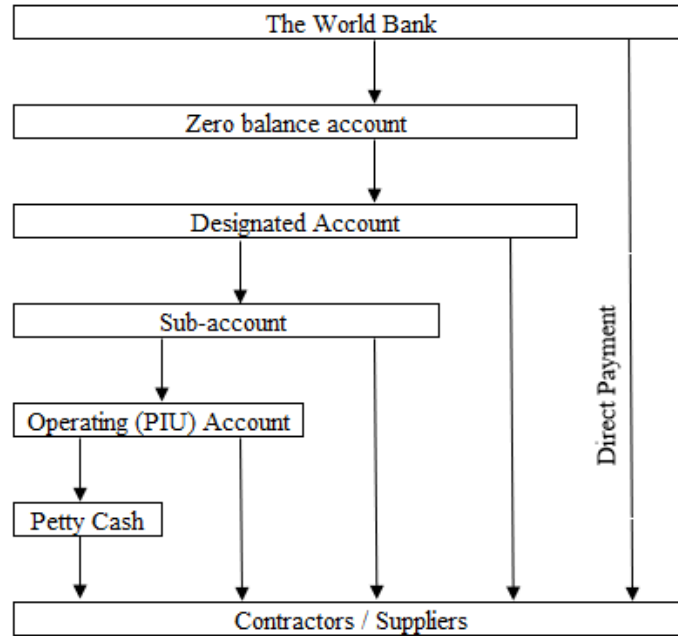 The World Bank
Zero balance account
Designated Account
Sub-account
Operating (PIU) Account
Direct Payment
Petty Cash
Contractors / Suppliers